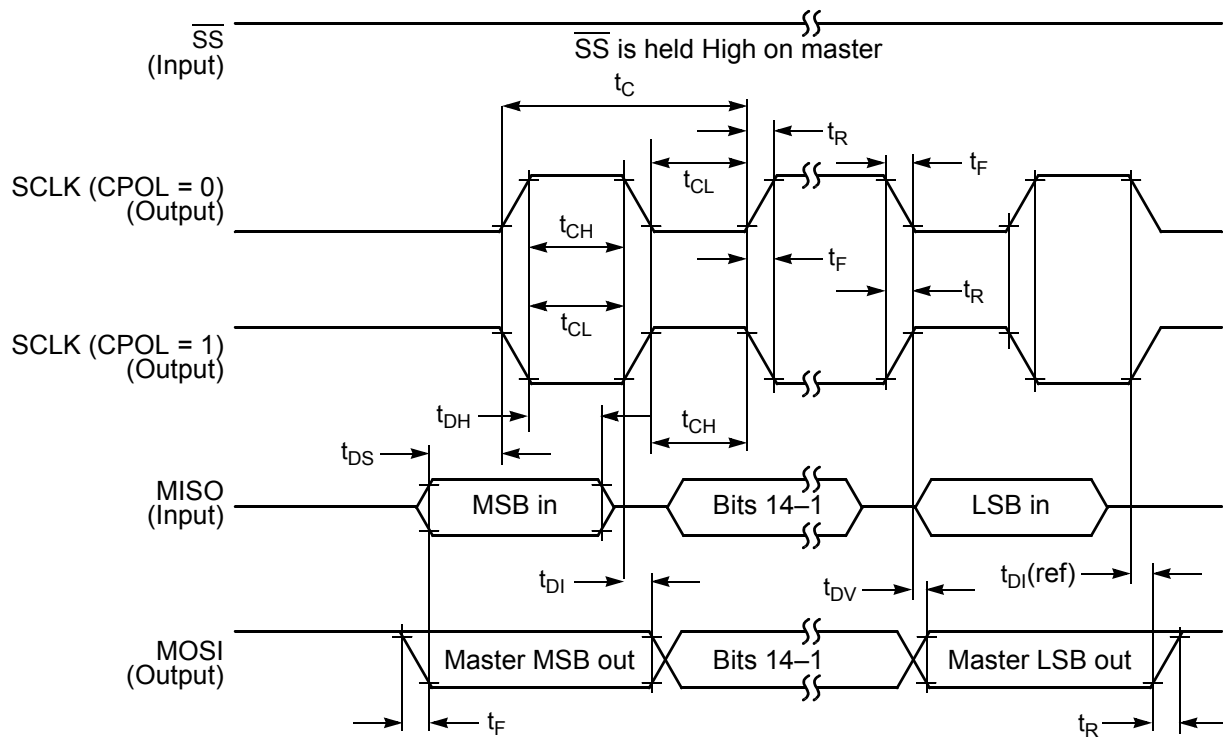 SS
(Input)
SS is held High on master
tC
tR
tF
SCLK (CPOL = 0)
(Output)
tCL
tCH
tF
tR
tCL
SCLK (CPOL = 1)
(Output)
tDH
tCH
tDS
MISO
(Input)
MSB in
Bits 14–1
LSB in
tDI
tDV
tDI(ref)
MOSI
(Output)
Master MSB out
Bits 14–1
Master LSB out
tF
tR